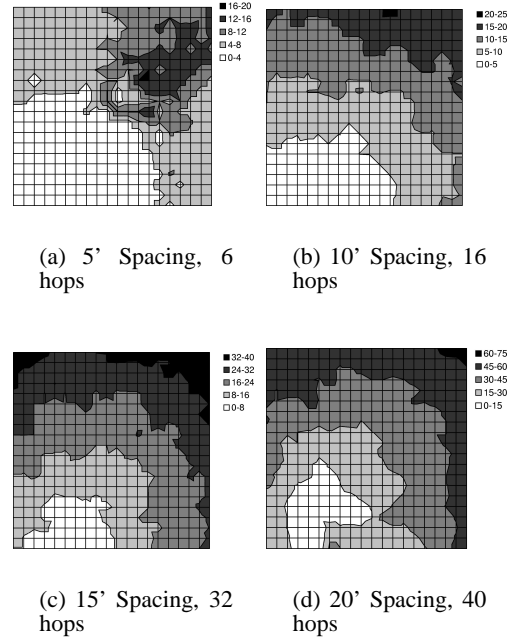 16-20
12-16
8-12
4-8
0-4
20-25
15-20
10-15
5-10
0-5
(a) 5' Spacing, 6
hops
(b) 10' Spacing, 16
hops
32-40
24-32
16-24
8-16
0-8
60-75
45-60
30-45
15-30
0-15
(c) 15' Spacing, 32
hops
(d) 20' Spacing, 40
hops